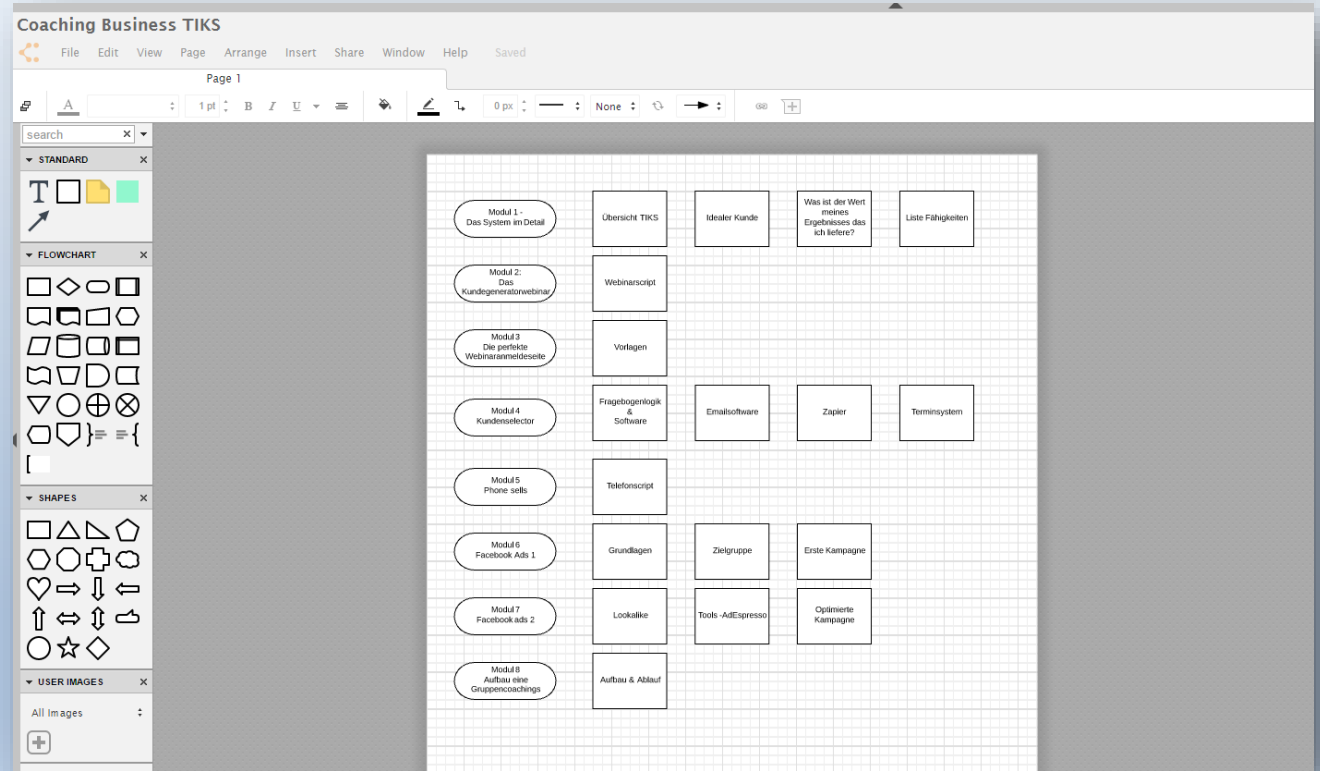 Coaching Business TIKS
File Edit View Page Arrange Insert Share Window Help Saved
Page 1
A 1 pt B I U 0 px None
search
STANDARD
T
FLOWCHART
SHAPES
USER IMAGES
All Images
Modul 1 -
Das System im Detail
Übersicht TIKS
Idealer Kunde
Was ist der Wert
meines
Ergebnisses das
ich liefere?
Liste Fähigkeiten
Modul 2:
Das
Kundegeneratorwebinar
Webinarscript
Modul 3
Die perfekte
Webinaranmeldeseite
Vorlagen
Modul 4
Kundenselector
Fragebogenlogik
&
Software
Emailsoftware
Zapier
Terminsystem
Modul 5
Phone sells
Telefonscript
Modul 6
Facebook Ads 1
Grundlagen
Zielgruppe
Erste Kampagne
Modul 7
Facebook ads 2
Lookalike
Tools -AdEspresso
Optimierte
Kampagne
Modul 8
Aufbau eine
Gruppencoachings
Aufbau & Ablauf